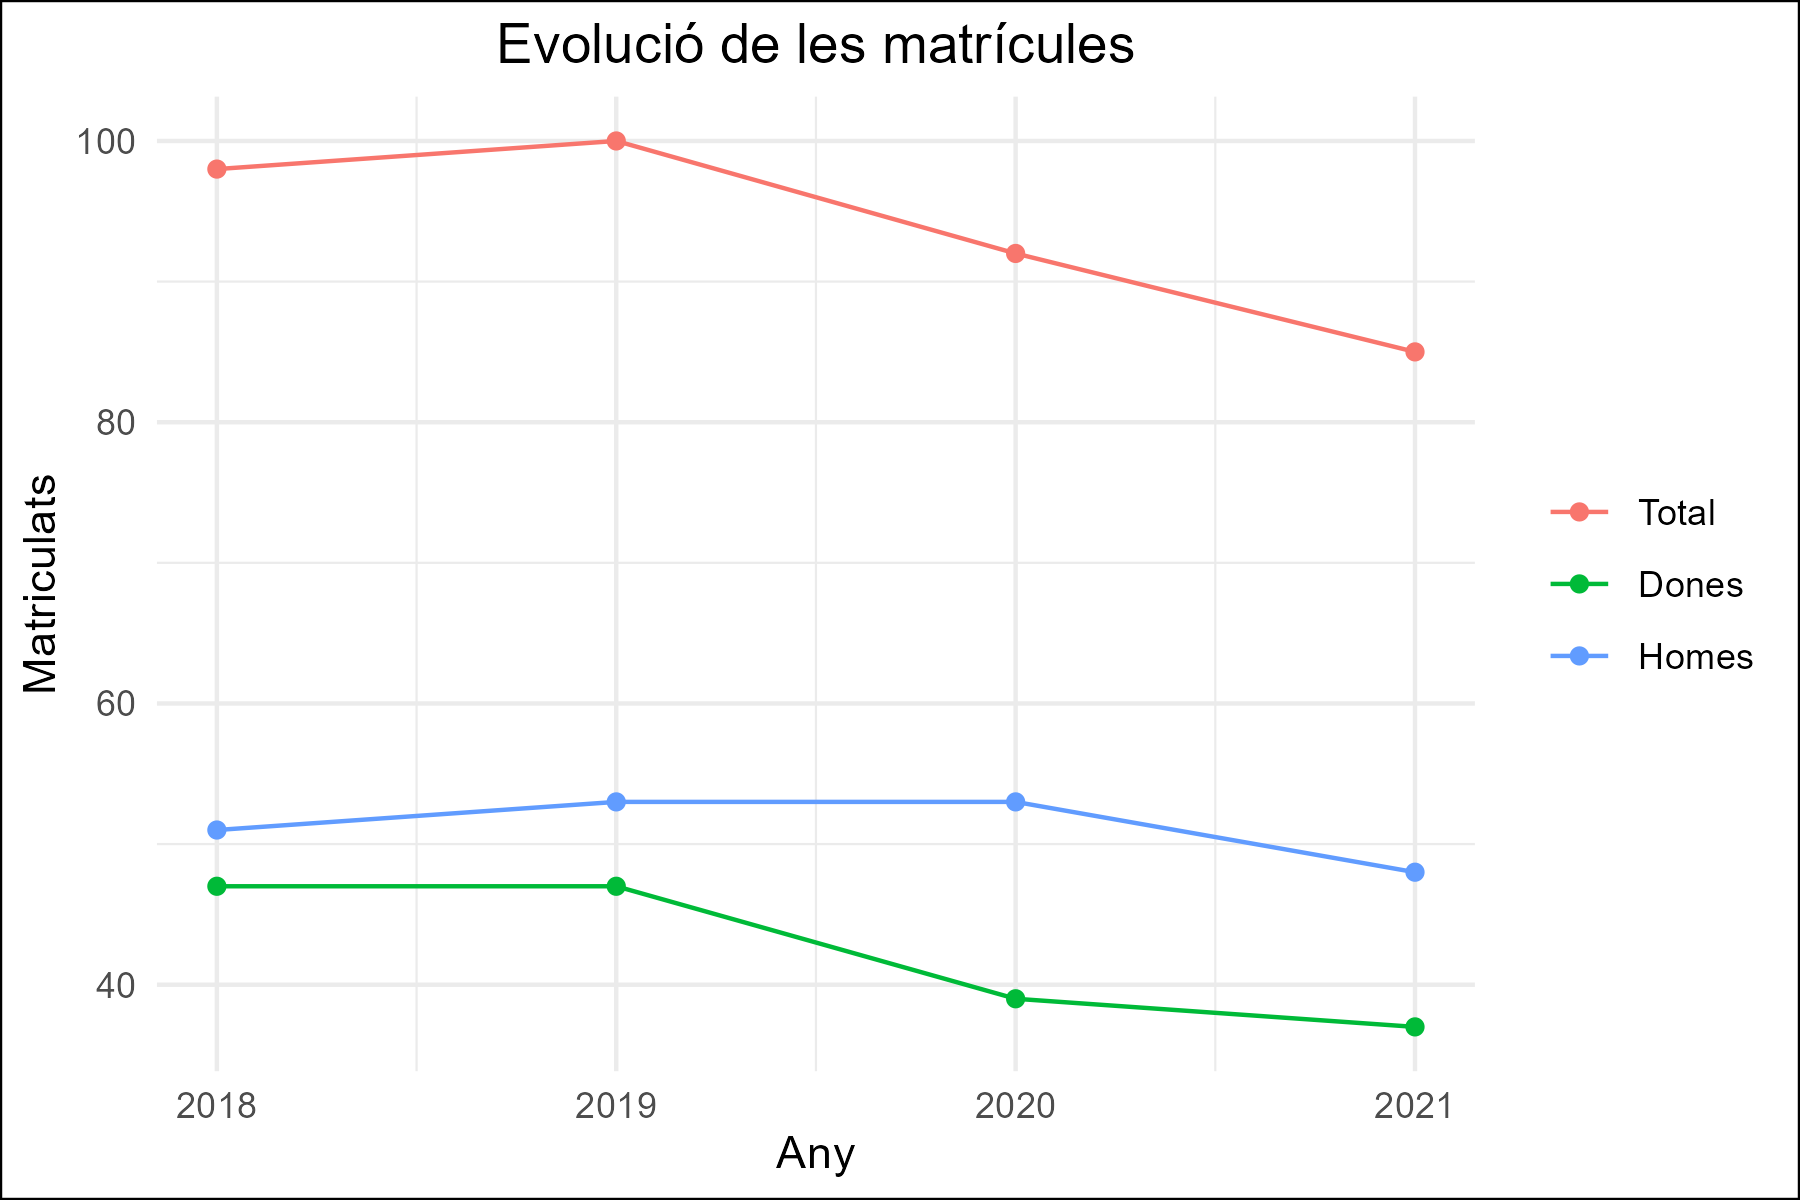 Evolució de les matrícules
Matriculats
100
80
60
40
2018
2019
2020
2021
Any
Total
Dones
Homes